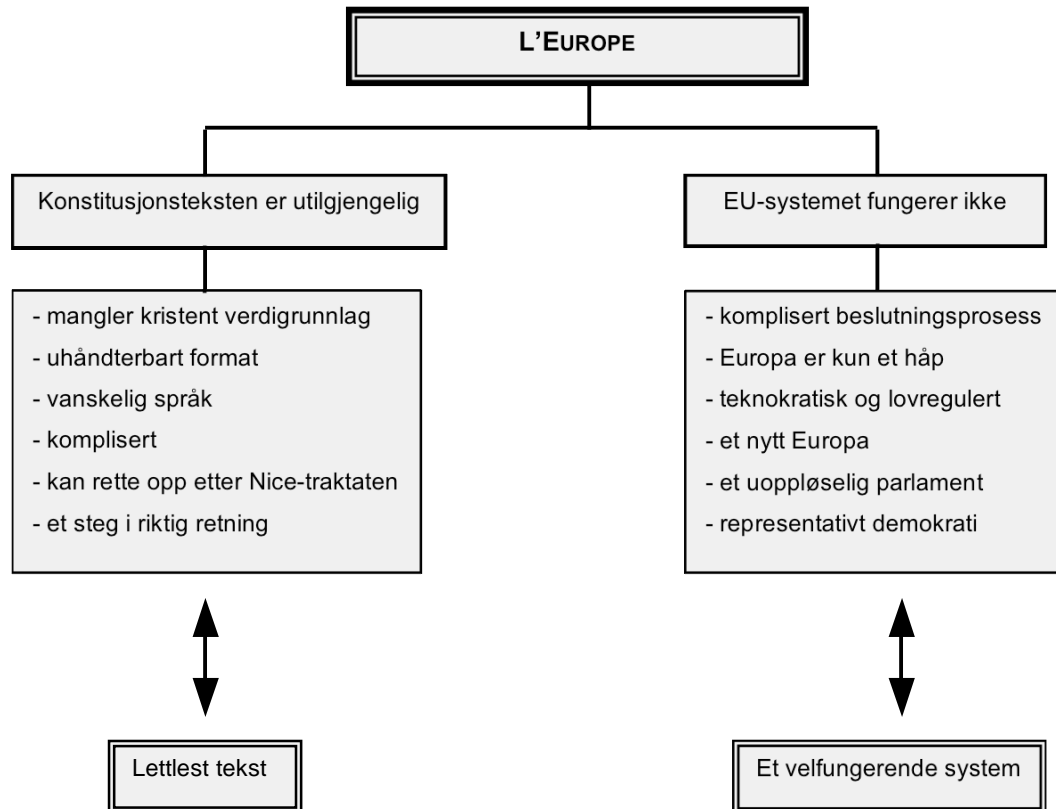 L’EUROPE
Konstitusjonsteksten er utilgjengelig
- mangler kristent verdigrunnlag
- uhåndterbart format
- vanskelig språk
- komplisert
- kan rette opp etter Nice-traktaten
- et steg i riktig retning
Lettlest tekst
EU-systemet fungerer ikke
- komplisert beslutningsprosess
- Europa er kun et håp
- teknokratisk og lovregulert
- et nytt Europa
- et uoppløselig parlament
- representativt demokrati
Et velfungerende system